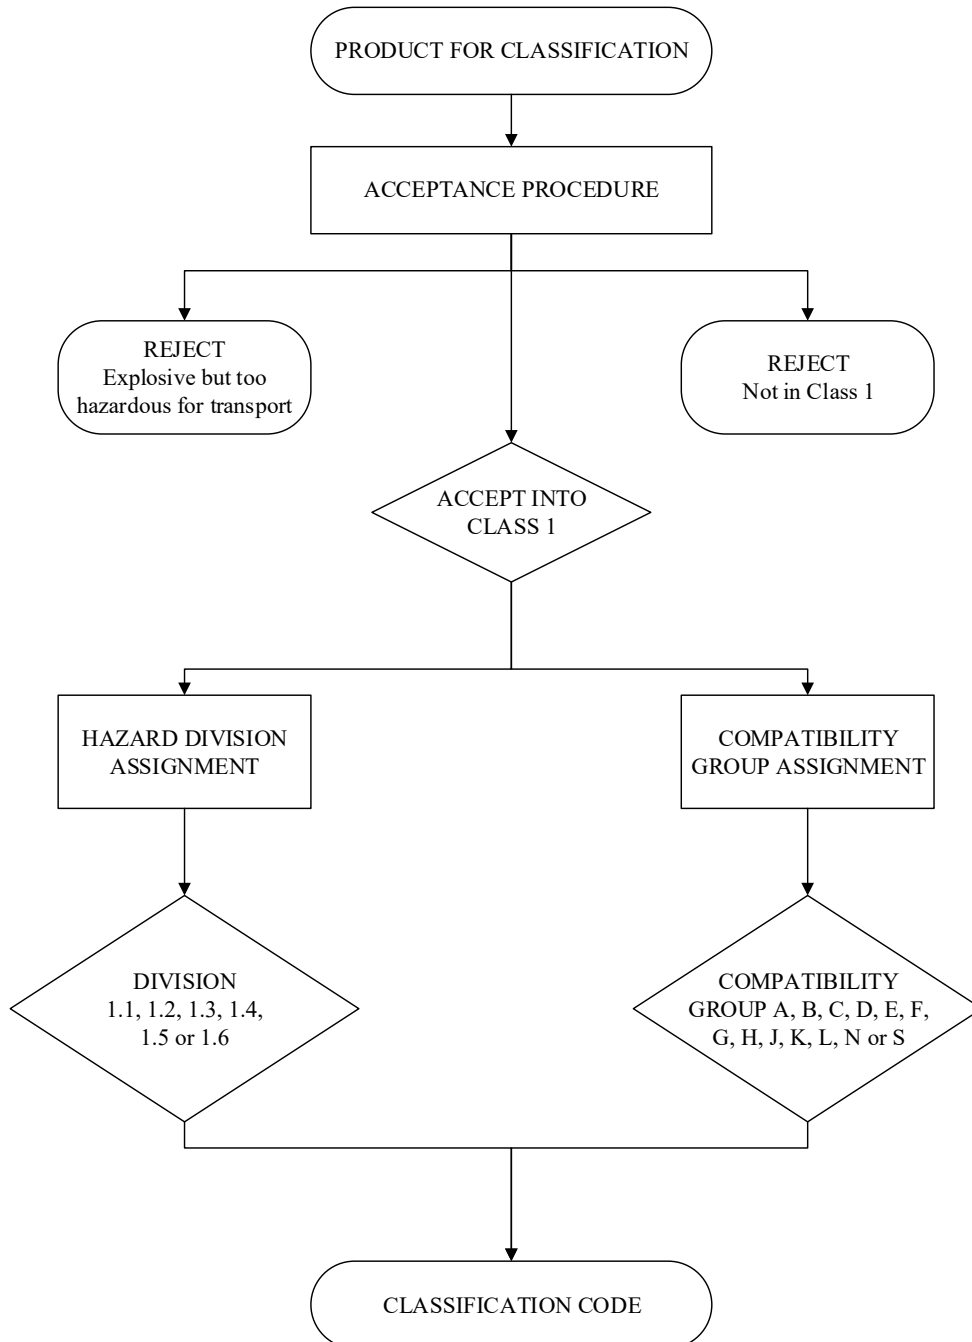 PRODUCT FOR CLASSIFICATION
ACCEPTANCE PROCEDURE
REJECT
Explosive but too
hazardous for transport
REJECT
Not in Class 1
ACCEPT INTO
CLASS 1
HAZARD DIVISION
ASSIGNMENT
COMPATIBILITY
GROUP ASSIGNMENT
DIVISION
1.1, 1.2, 1.3, 1.4,
1.5 or 1.6
COMPATIBILITY
GROUP A, B, C, D, E, F,
G, H, J, K, L, N or S
CLASSIFICATION CODE